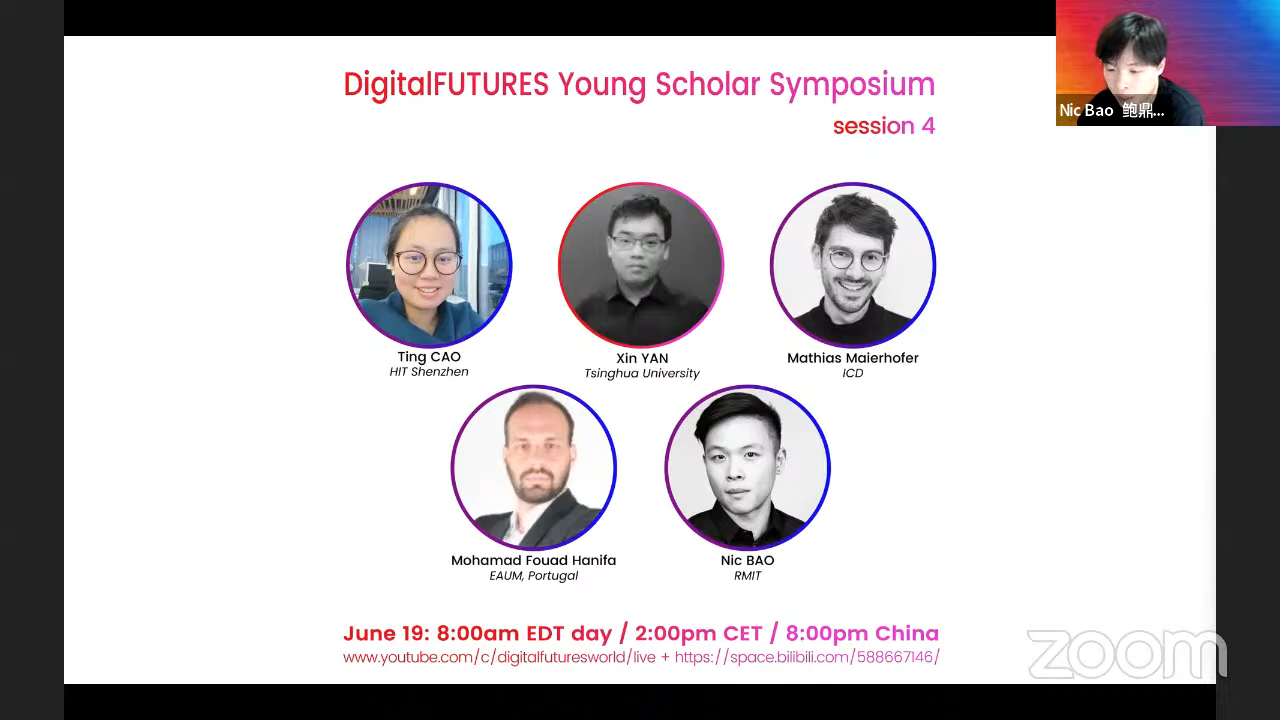 DigitalFUTURES Young Scholar Symposium
session 4
Nic Bao 鲍鼎...
Ting CAO
HIT Shenzhen
Xin YAN
Tsinghua University
Mathias Maierhofer
ICD
Mohamad Fouad Hanifa
EAUM, Portugal
Nic BAO
RMIT
June 19: 8:00am EDT day / 2:00pm CET / 8:00pm China
www.youtube.com/c/digitalfuturesworld/live + https://space.bilibili.com/588667146/
zoom